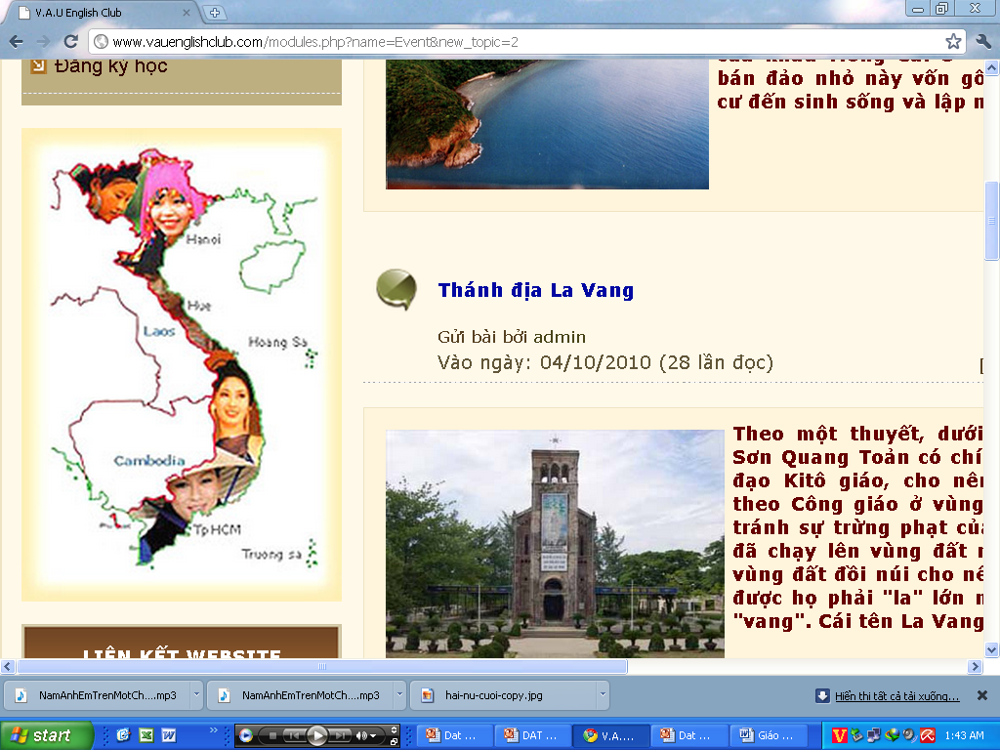 V.A.U English Club
www.vauenglishclub.com/modules.php?name=Event&new_topic=2
Đăng ký học
bán đảo nhỏ này vốn
cư đến sinh sống và lập
Hanoi
Hue
Laos
Hoang Sa
Cambodia
Tp HCM
Truong sa
LIÊN KẾT WEBSITE
Thánh địa La Vang
Gửi bài bởi admin
Vào ngày: 04/10/2010 (28 lần đọc)
[
Theo một thuyết, dưới
Sơn Quang Toản có chí
đạo Kitô giáo, cho
theo Công giáo ở vùng
tránh sự trừng phạt
đã chạy lên vùng đất
vùng đất đồi núi cho
được họ phải "la" lớn
"vang". Cái tên La Vang
NamAnhEmTrenMotCh....mp3
NamAnhEmTrenMotCh....mp3
hai-nu-cuoi-copy.jpg
Hiển thị tất cả tải xuống...
start
Dat ...
DAT ...
V.A....
Dat ...
Giáo ...
1:43 AM